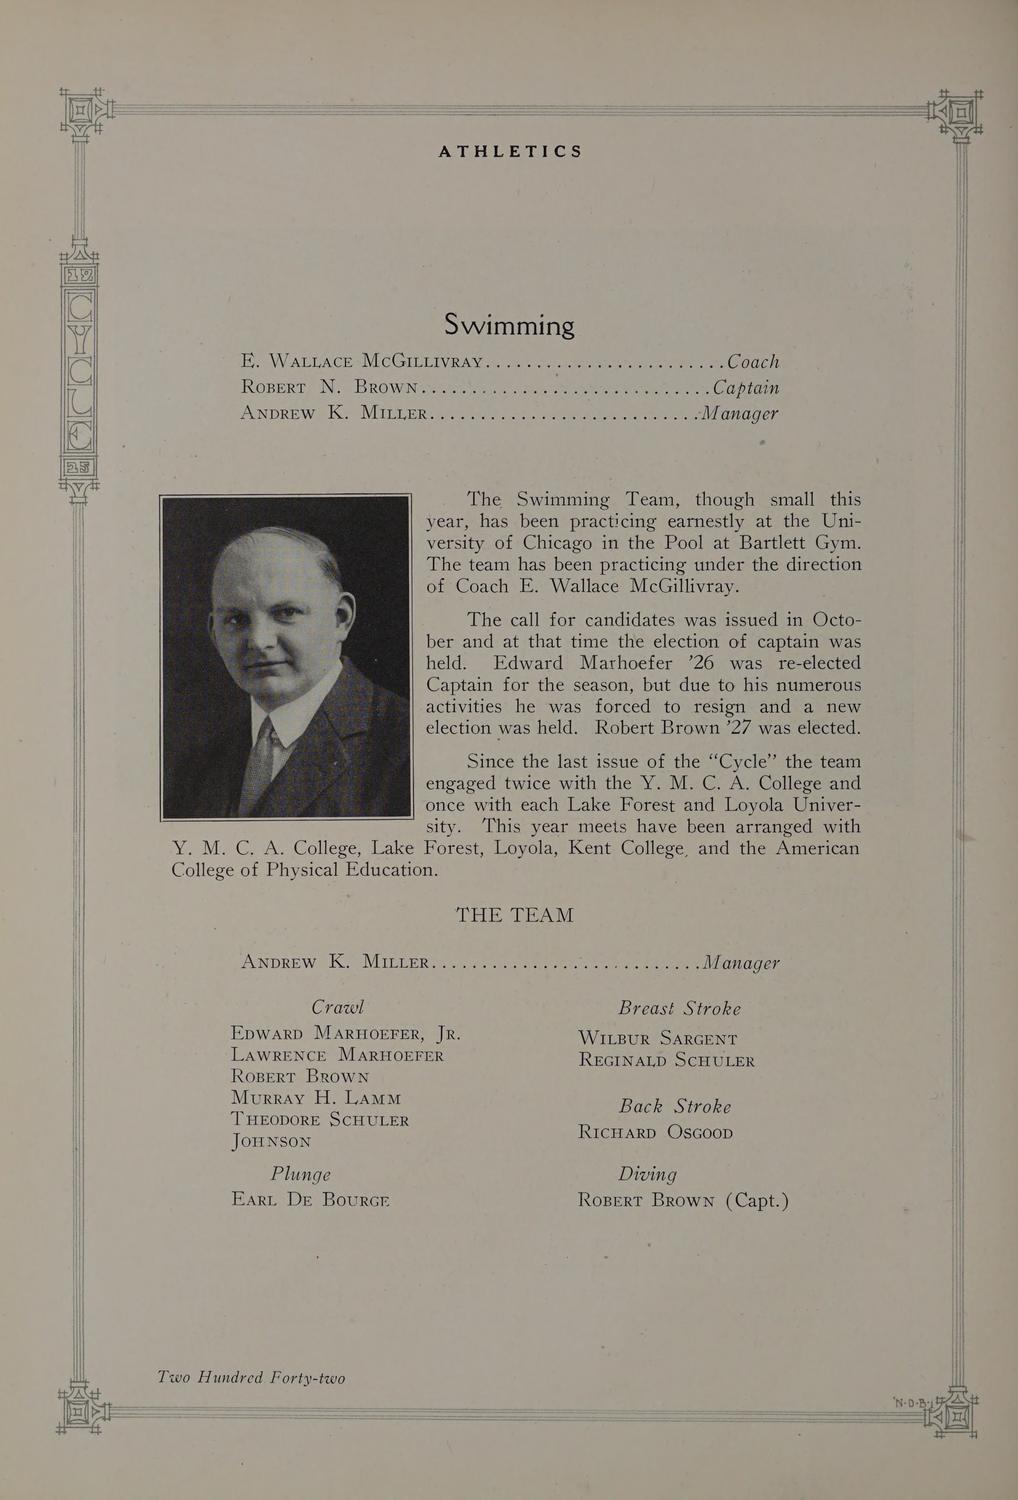 ATHLETICS
19
CYCLE
25
Swimming
E. Wallace McGillivray..........................Coach
Robert N. Brown...............................Captain
Andrew K. Miller.............................Manager
The Swimming Team, though small this
year, has been practicing earnestly at the Uni-
versity of Chicago in the Pool at Bartlett Gym.
The team has been practicing under the direction
of Coach E. Wallace McGillivray.
The call for candidates was issued in Octo-
ber and at that time the election of captain was
held. Edward Marhoefer ’26 was re-elected
Captain for the season, but due to his numerous
activities he was forced to resign and a new
election was held. Robert Brown ’27 was elected.
Since the last issue of the “Cycle” the team
engaged twice with the Y. M. C. A. College and
once with each Lake Forest and Loyola Univer-
sity. This year meets have been arranged with
Y. M. C. A. College, Lake Forest, Loyola, Kent College, and the American
College of Physical Education.
THE TEAM
Andrew K. Miller.............................Manager
Crawl
Edward Marhoefer, Jr.
Lawrence Marhoefer
Robert Brown
Murray H. Lamm
Theodore Schuler
Johnson
Plunge
Earl De Bourge
Breast Stroke
Wilbur Sargent
Reginald Schuler
Back Stroke
Richard Osgood
Diving
Robert Brown (Capt.)
Two Hundred Forty-two
N-D-B